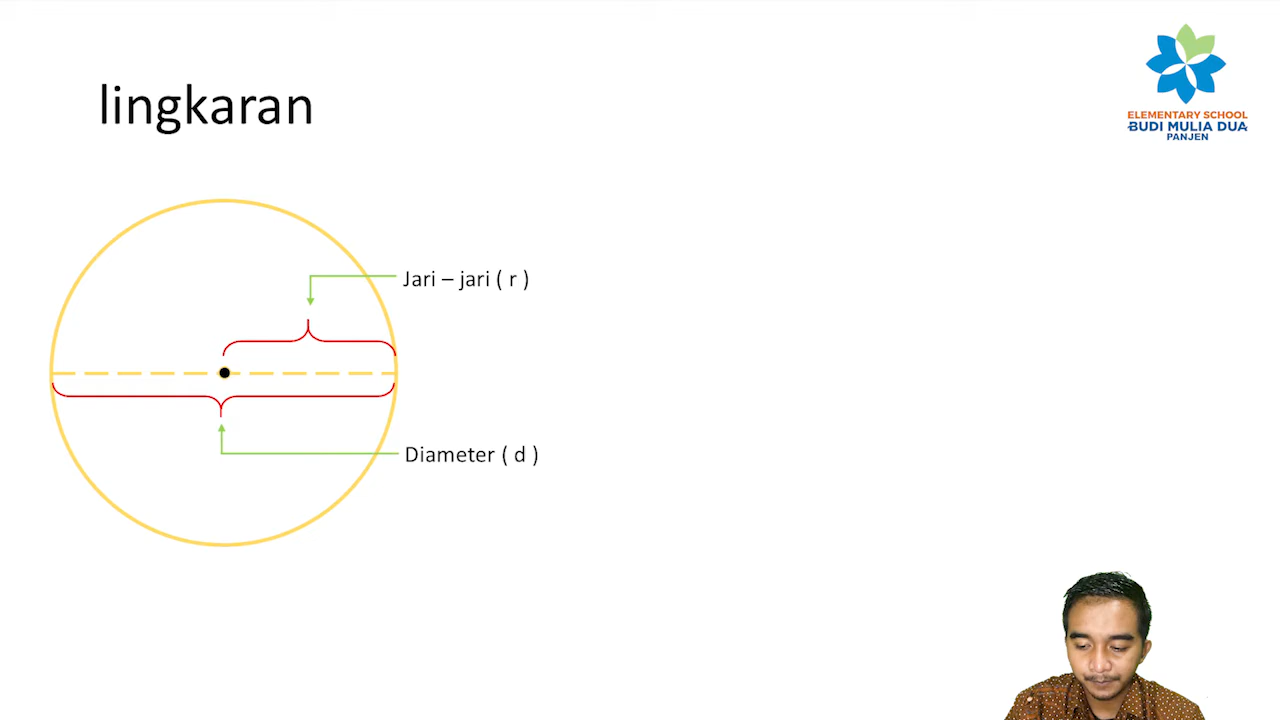 lingkaran
ELEMENTARY SCHOOL
BUDI MULIA DUA
PANJEN
Jari – jari ( r )
Diameter ( d )